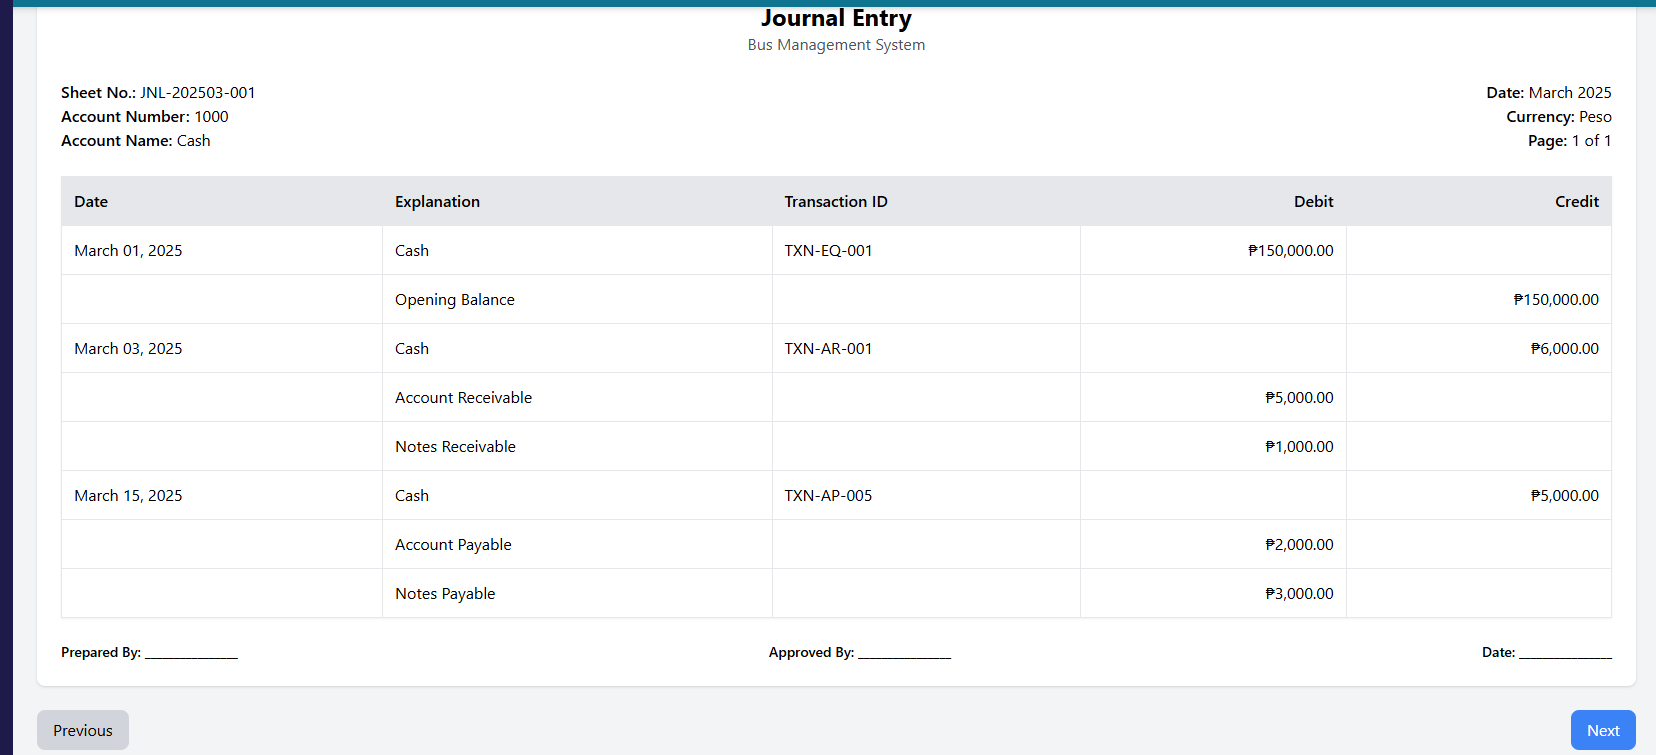 Journal Entry
Bus Management System
Sheet No.: JNL-202503-001 Date: March 2025
Account Number: 1000 Currency: Peso
Account Name: Cash Page: 1 of 1
Date Explanation Transaction ID Debit Credit
March 01, 2025 Cash TXN-EQ-001 ₱150,000.00
Opening Balance ₱150,000.00
March 03, 2025 Cash TXN-AR-001 ₱6,000.00
Account Receivable ₱5,000.00
Notes Receivable ₱1,000.00
March 15, 2025 Cash TXN-AP-005 ₱5,000.00
Account Payable ₱2,000.00
Notes Payable ₱3,000.00
Prepared By: _______________ Approved By: _______________ Date: _______________
Previous Next